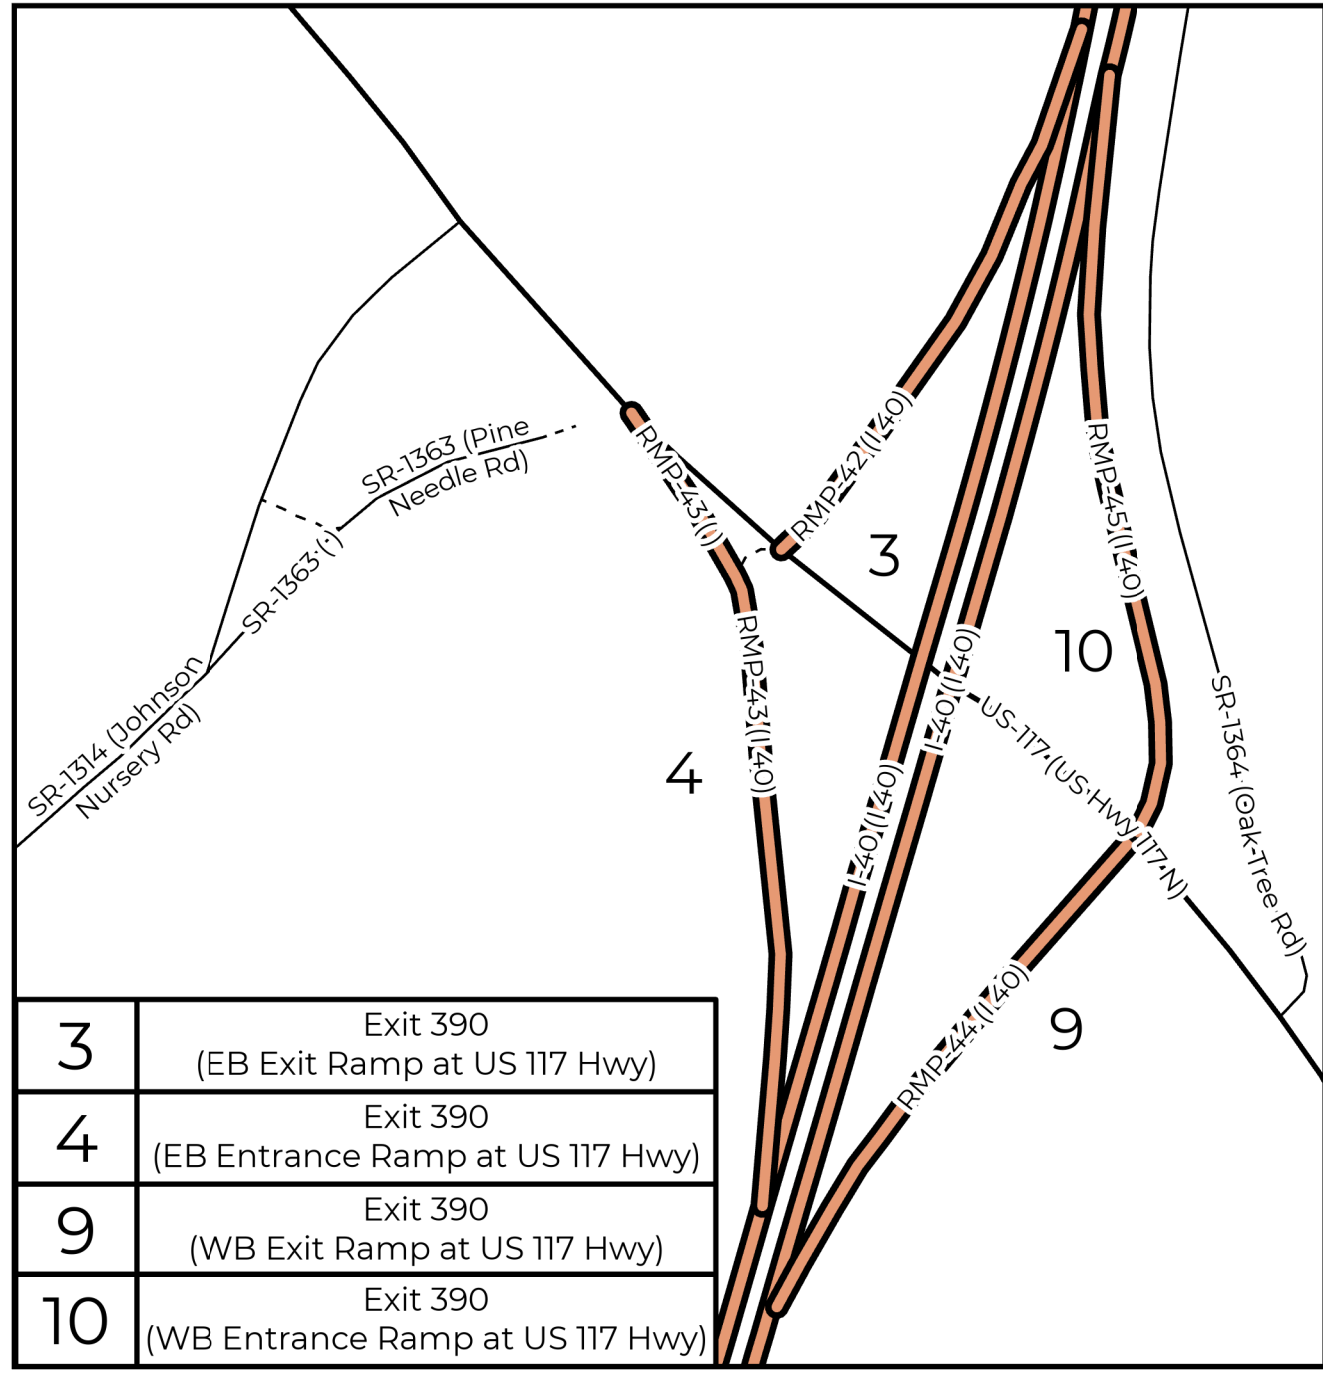 SR-1363 (Pine
Needle Rd)
SR-1363 (·)
SR-1314 (Johnson
Nursery Rd)
RMP-43 (·)
RMP-42 (I-40)
RMP-45 (I-40)
RMP-43 (I-40)
3
10
4
9
I-40 (I-40)
I-40 (I-40)
US-117 (US Hwy 117 N)
SR-1364 (Oak Tree Rd)
RMP-44 (I-40)
3
Exit 390
(EB Exit Ramp at US 117 Hwy)
4
Exit 390
(EB Entrance Ramp at US 117 Hwy)
9
Exit 390
(WB Exit Ramp at US 117 Hwy)
10
Exit 390
(WB Entrance Ramp at US 117 Hwy)